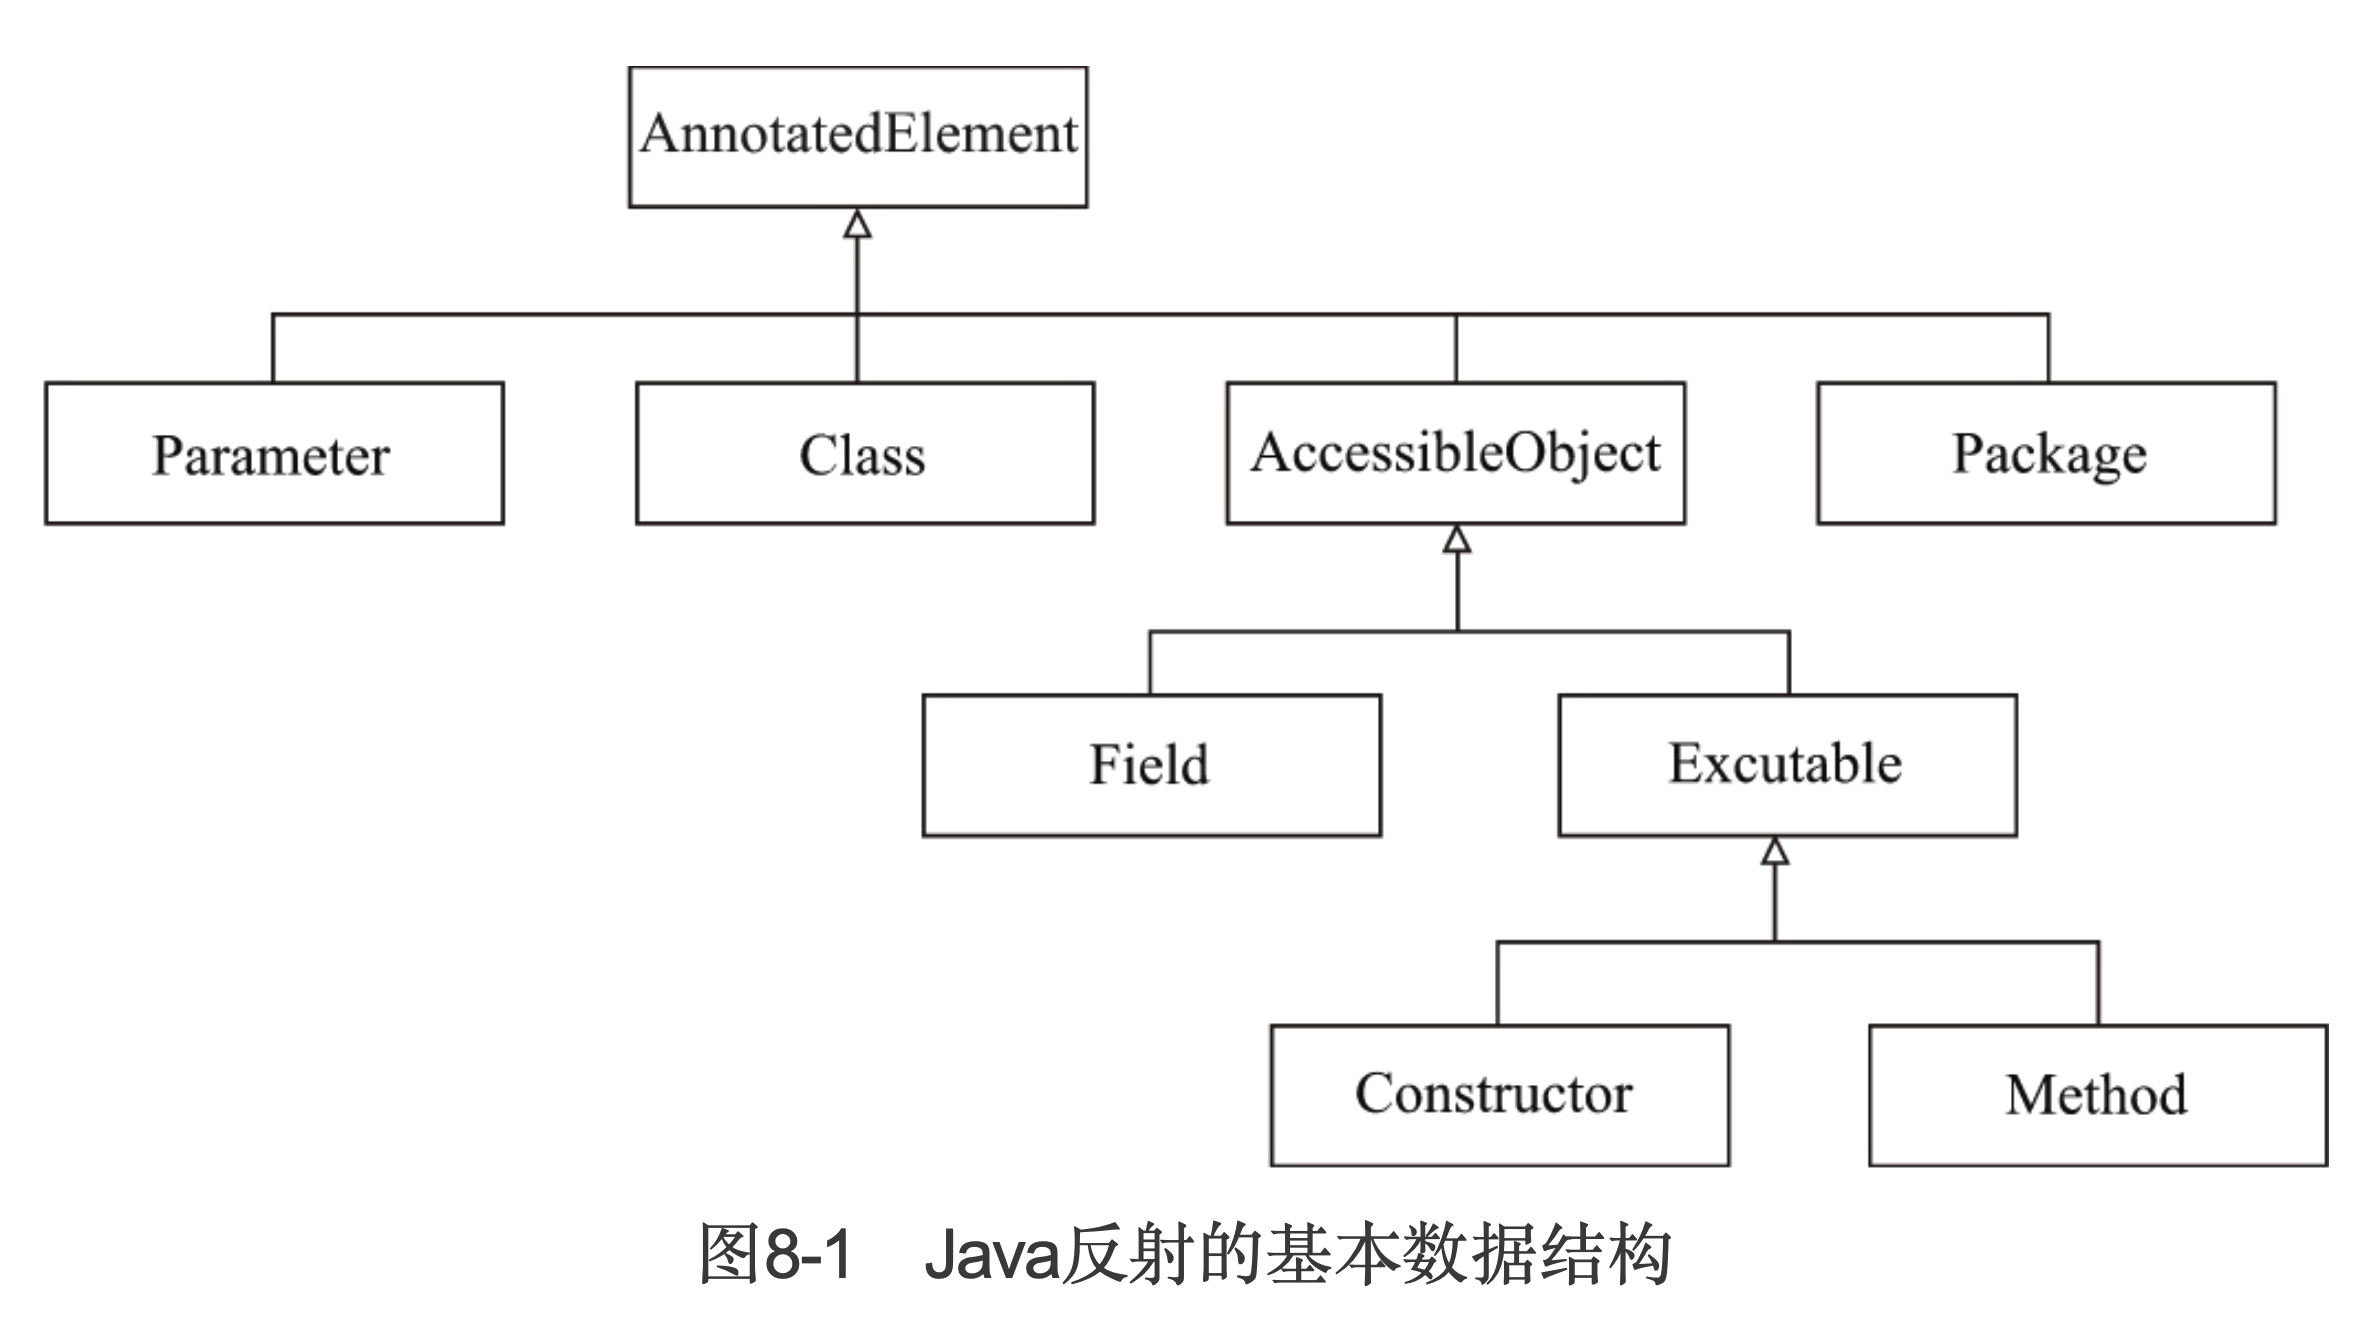 AnnotatedElement
Parameter
Class
AccessibleObject
Package
Field
Excutable
Constructor
Method
图8-1 Java反射的基本数据结构